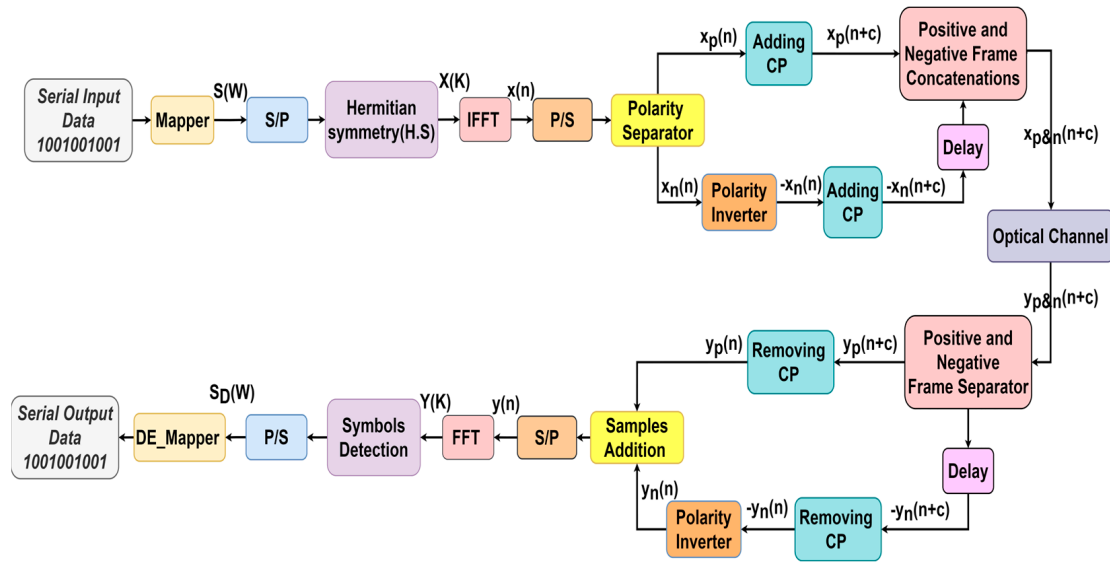 Serial Input
Data
1001001001
Mapper
S(W)
S/P
Hermitian
symmetry(H.S)
X(K)
IFFT
x(n)
P/S
Polarity
Separator
xp(n)
Adding
CP
xp(n+c)
Positive and
Negative Frame
Concatenations
xn(n)
Polarity
Inverter
-xn(n)
Adding
CP
-xn(n+c)
Delay
xp&n(n+c)
Optical Channel
yp&n(n+c)
Positive and
Negative
Frame Separator
yp(n+c)
Removing
CP
yp(n)
Delay
-yn(n+c)
Removing
CP
-yn(n)
Polarity
Inverter
yn(n)
Samples
Addition
S/P
y(n)
FFT
Y(K)
Symbols
Detection
P/S
SD(W)
DE_Mapper
Serial Output
Data
1001001001